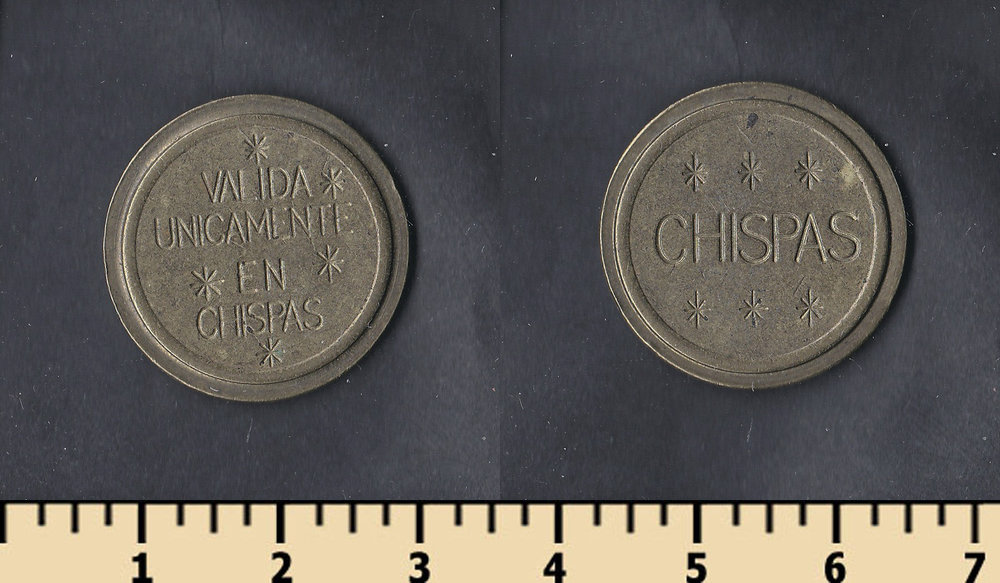 VALIDA
UNICAMENTE
EN
CHISPAS
CHISPAS
1 2 3 4 5 6 7